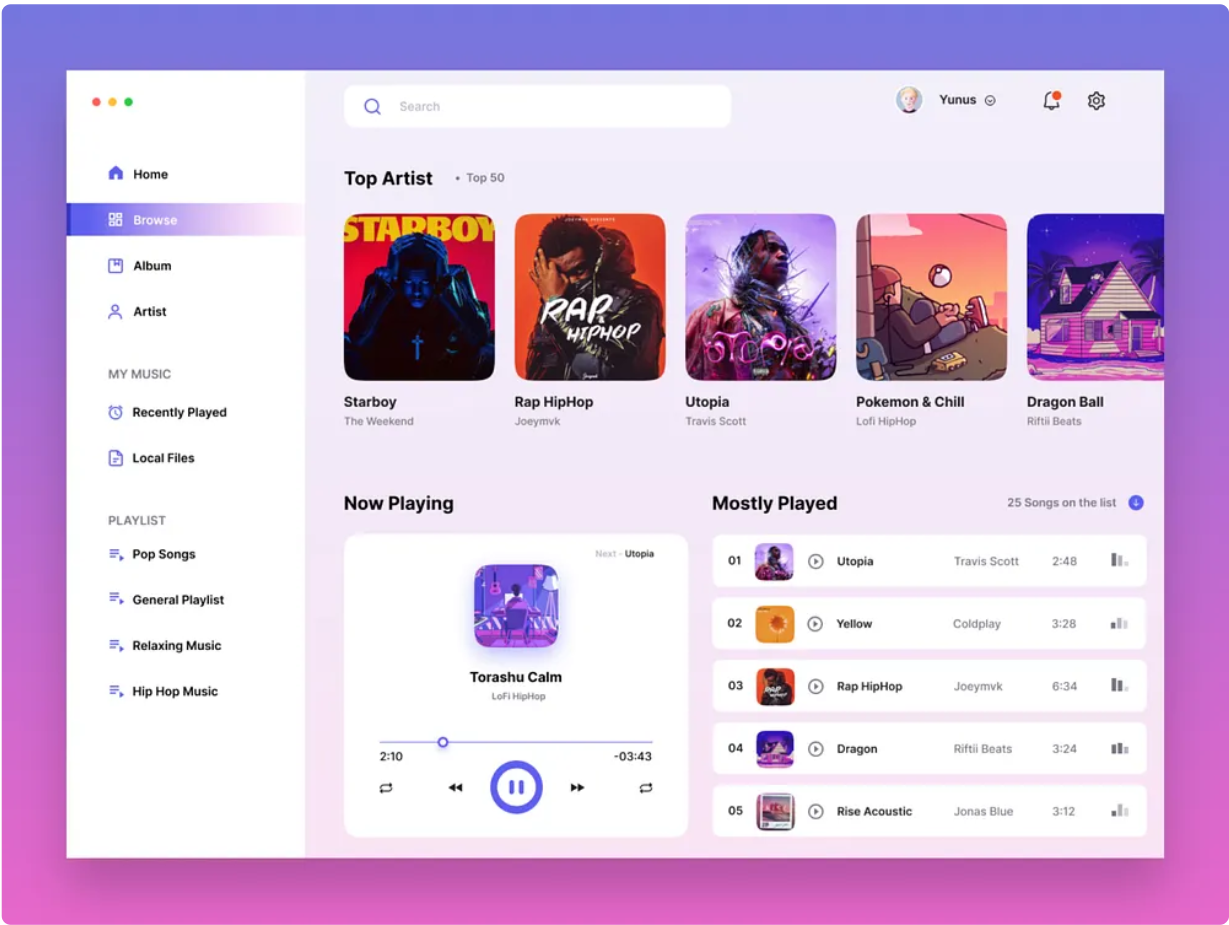 Search
Yunus
Home
Browse
Album
Artist
MY MUSIC
Recently Played
Local Files
PLAYLIST
Pop Songs
General Playlist
Relaxing Music
Hip Hop Music
Top Artist
• Top 50
STARBOY
JOEYMVK PRESENTS
RAP
HIPHOP
UTOPIA
Starboy
The Weekend
Rap HipHop
Joeymvk
Utopia
Travis Scott
Pokemon & Chill
Lofi HipHop
Dragon Ball
Riftii Beats
Now Playing
Next - Utopia
Torashu Calm
LoFi HipHop
2:10
-03:43
Mostly Played
25 Songs on the list
01 Utopia Travis Scott 2:48
02 Yellow Coldplay 3:28
03 Rap HipHop Joeymvk 6:34
04 Dragon Riftii Beats 3:24
05 Rise Acoustic Jonas Blue 3:12